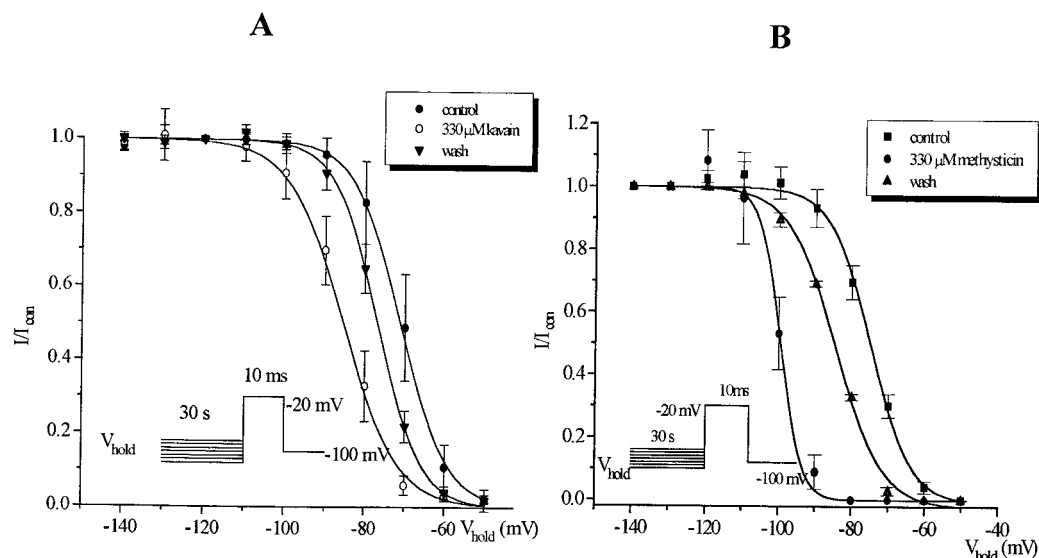 A
control
330 μM kavain
wash
1.0
0.8
0.6
0.4
0.2
0.0
I/I_con
10 ms
30 s
-20 mV
V_hold
-100 mV
-140
-120
-100
-80
-60
V_hold (mV)
B
control
330 μM methysticin
wash
1.2
1.0
0.8
0.6
0.4
0.2
0.0
I/I_con
10ms
-20 mV
30s
V_hold
-100 mV
-140
-120
-100
-80
-60
-40
V_hold (mV)